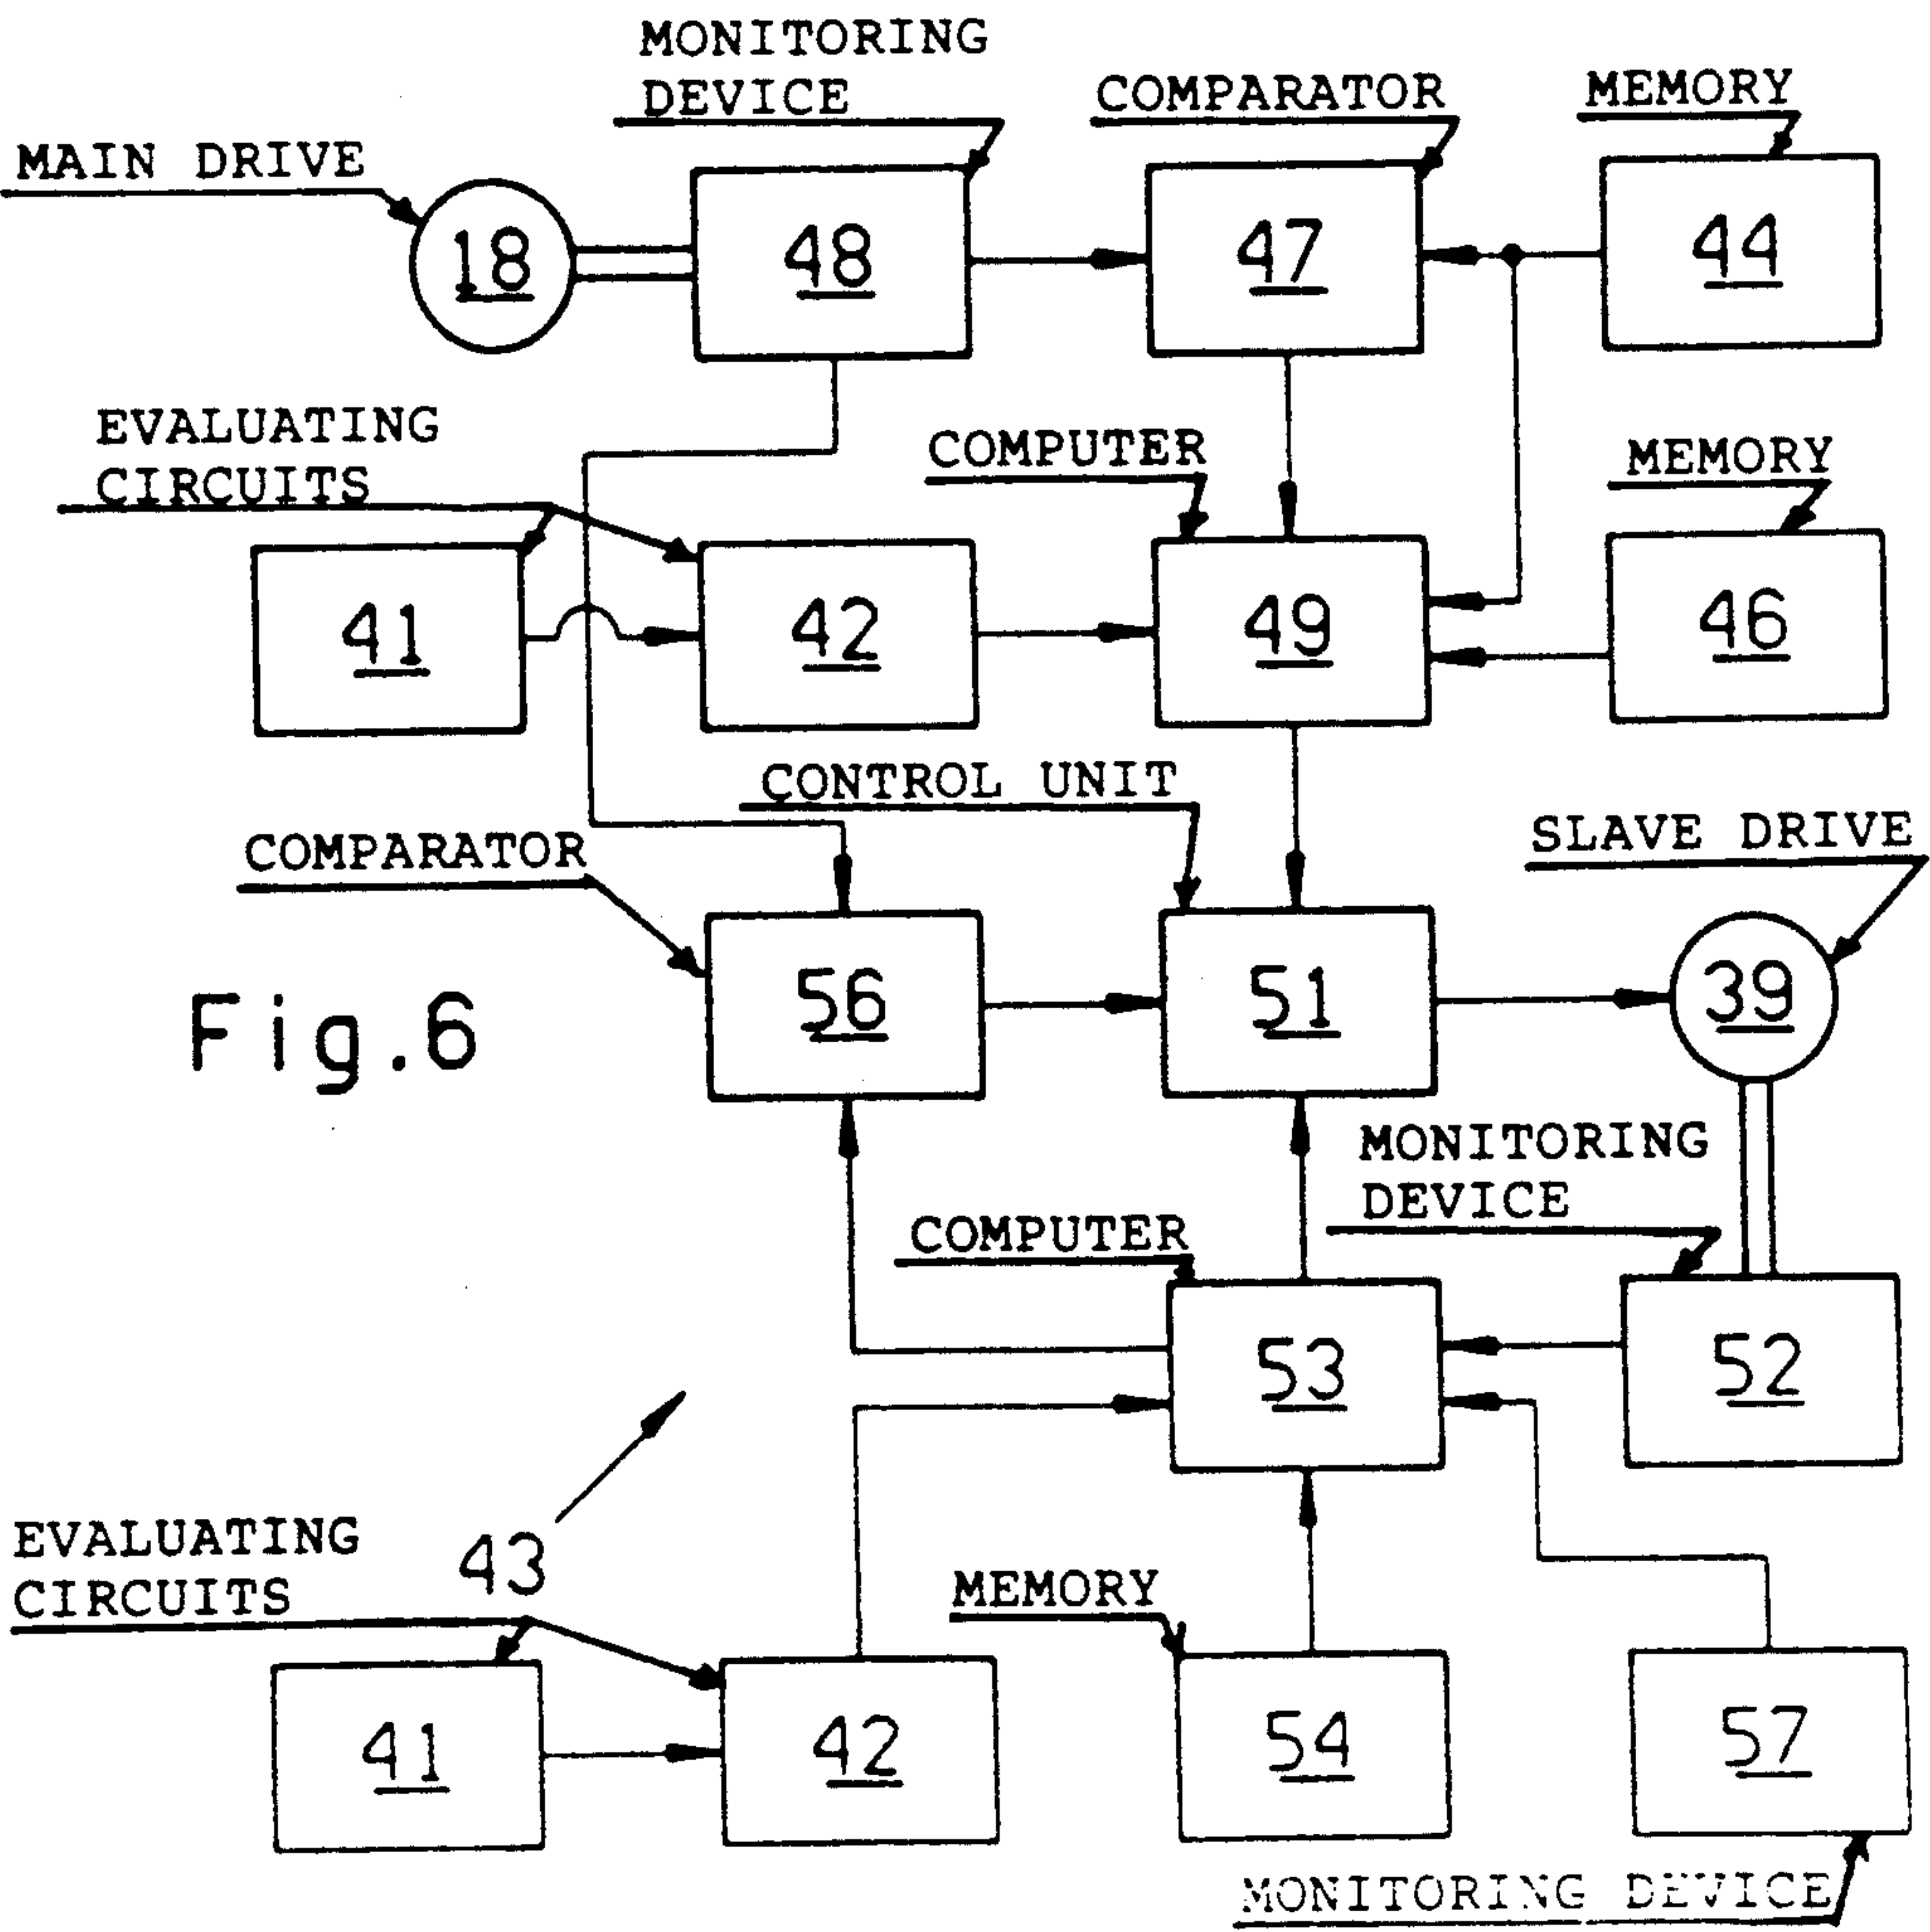 MONITORING
DEVICE
COMPARATOR
MEMORY
MAIN DRIVE
18
48
47
44
EVALUATING
CIRCUITS
COMPUTER
MEMORY
41
42
49
46
CONTROL UNIT
COMPARATOR
SLAVE DRIVE
56
51
39
Fig.6
MONITORING
DEVICE
COMPUTER
53
52
43
EVALUATING
CIRCUITS
MEMORY
41
42
54
57
MONITORING DEVICE